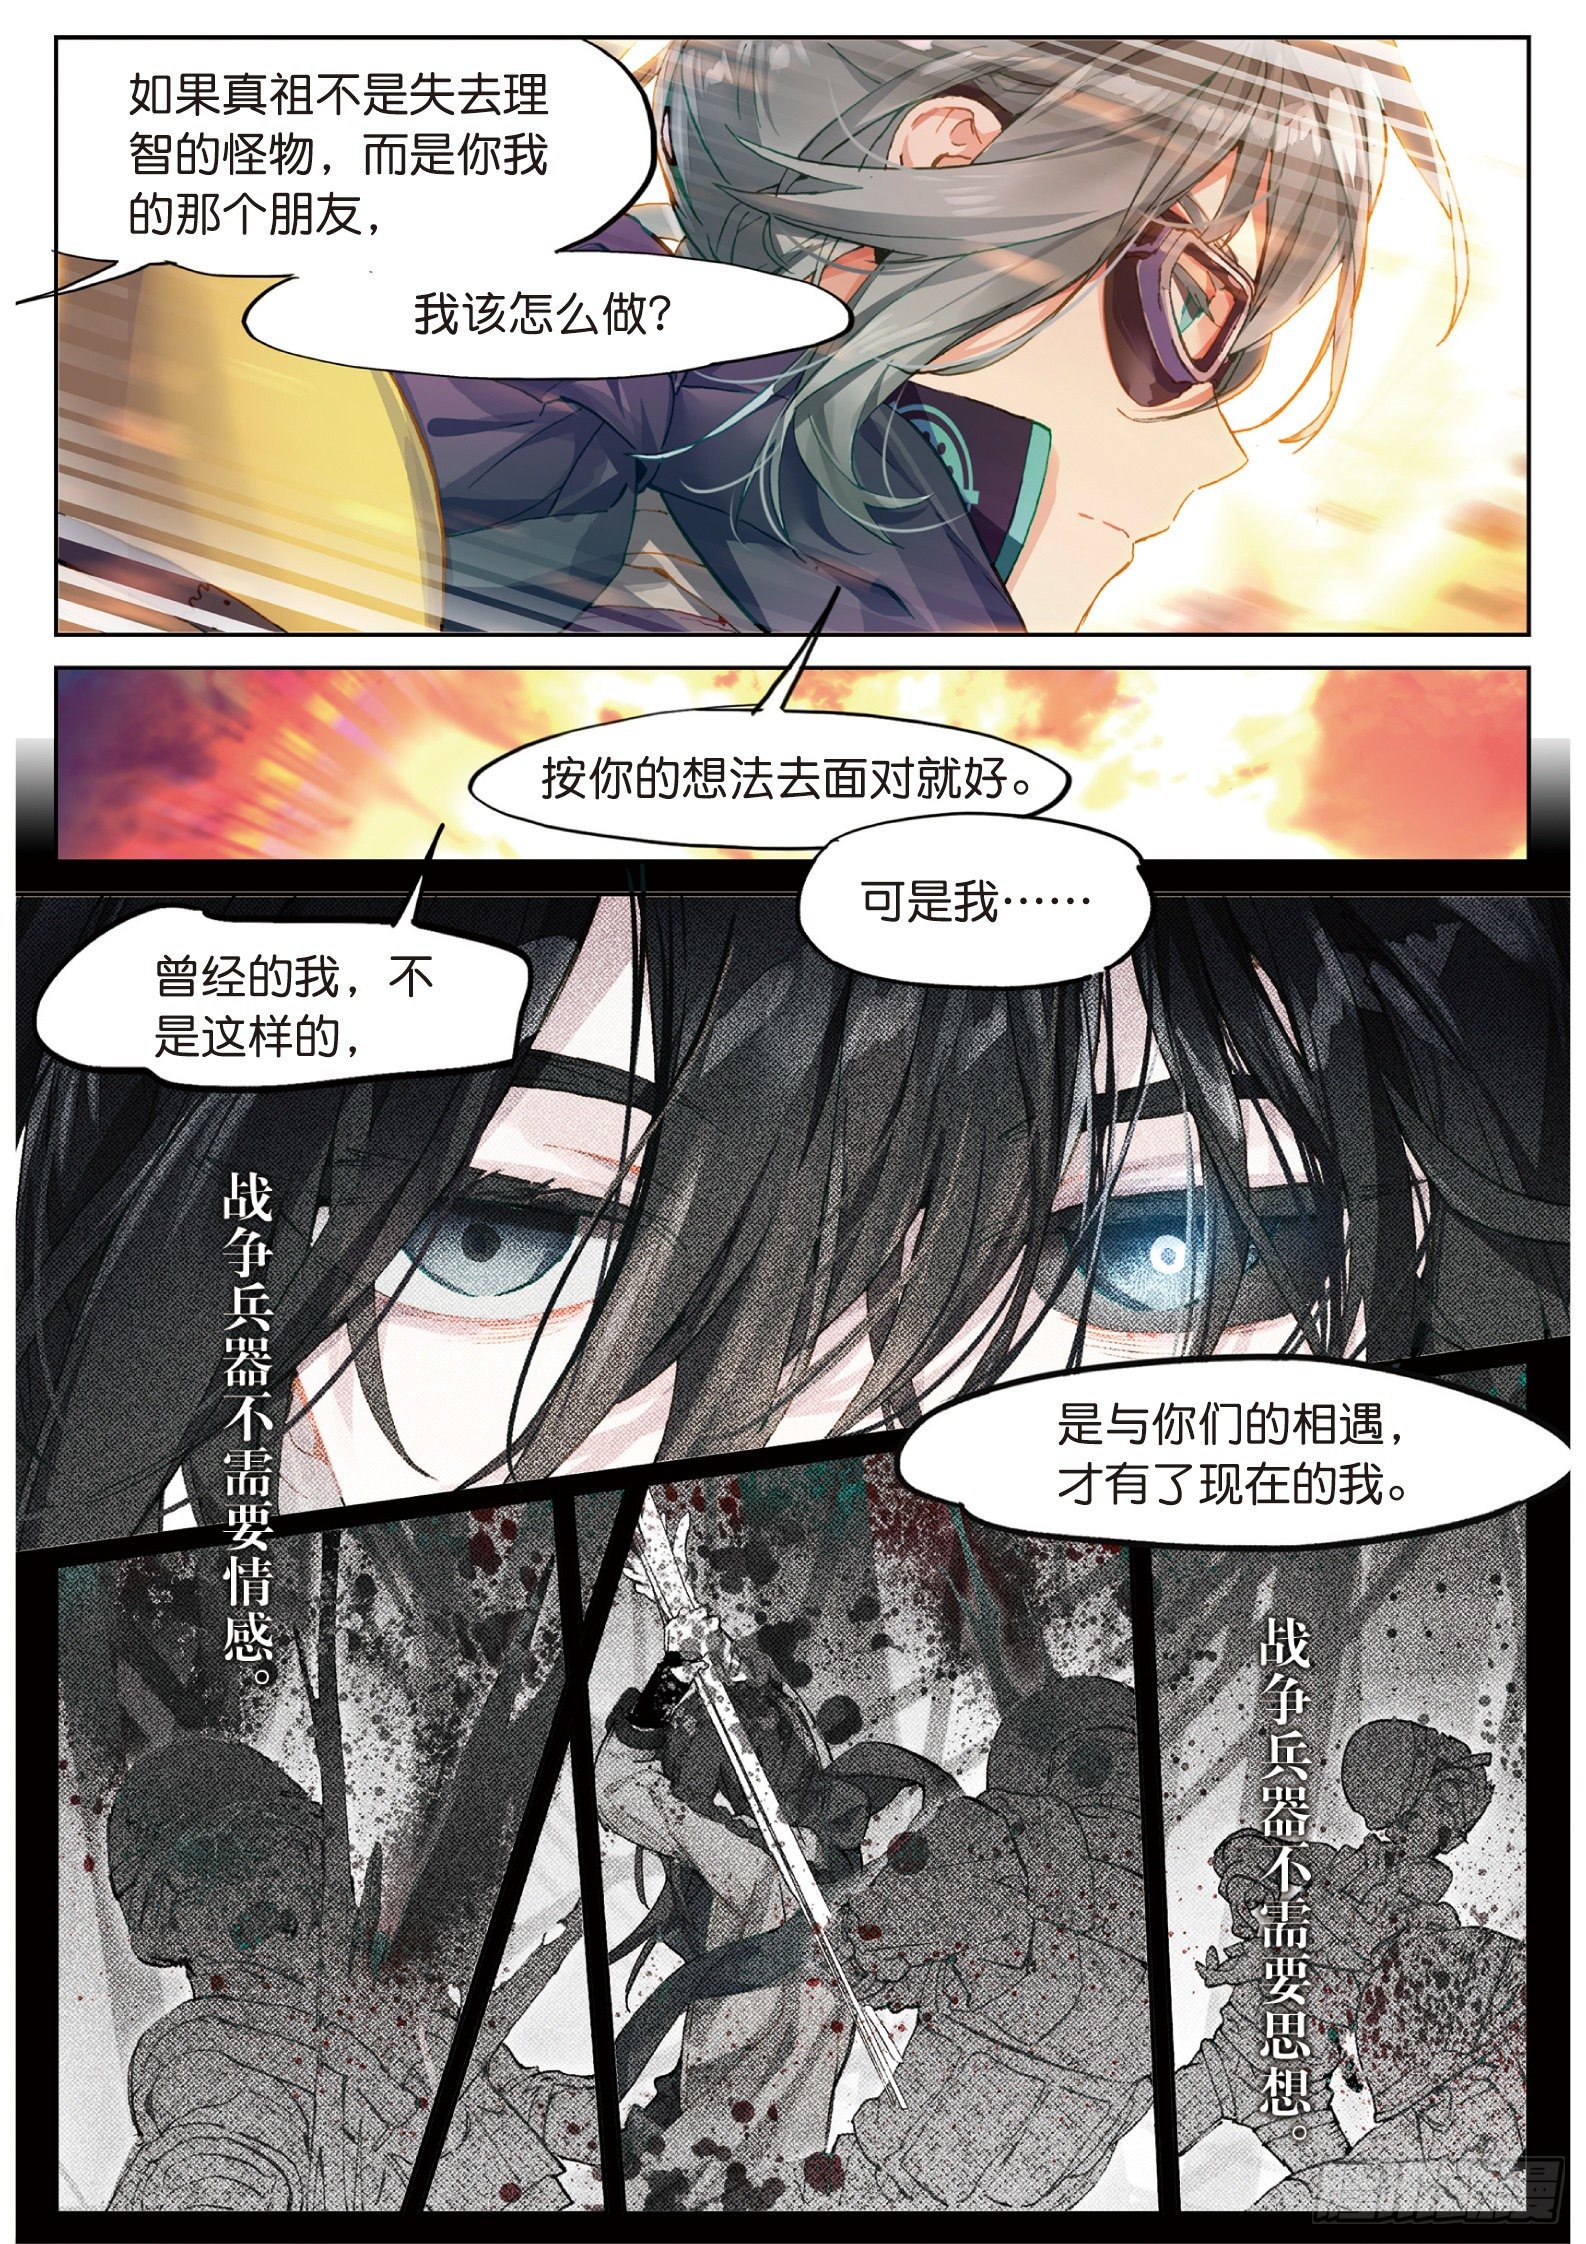 如果真祖不是失去理
智的怪物，而是你我
的那个朋友，
我该怎么做？
按你的想法去面对就好。
可是我……
曾经的我，不
是这样的，
战争兵器不需要情感。
是与你们的相遇，
才有了现在的我。
战争兵器不需要思想。